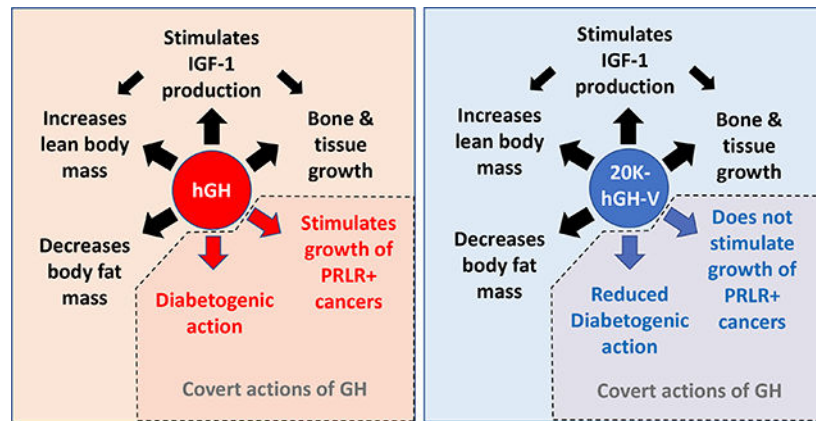 Stimulates
IGF-1
production
Increases
lean body
mass
Bone &
tissue
growth
hGH
Decreases
body fat
mass
Stimulates
growth of
PRLR+
cancers
Diabetogenic
action
Covert actions of GH
Stimulates
IGF-1
production
Increases
lean body
mass
Bone &
tissue
growth
20K-
hGH-V
Decreases
body fat
mass
Does not
stimulate
growth of
PRLR+
cancers
Reduced
Diabetogenic
action
Covert actions of GH